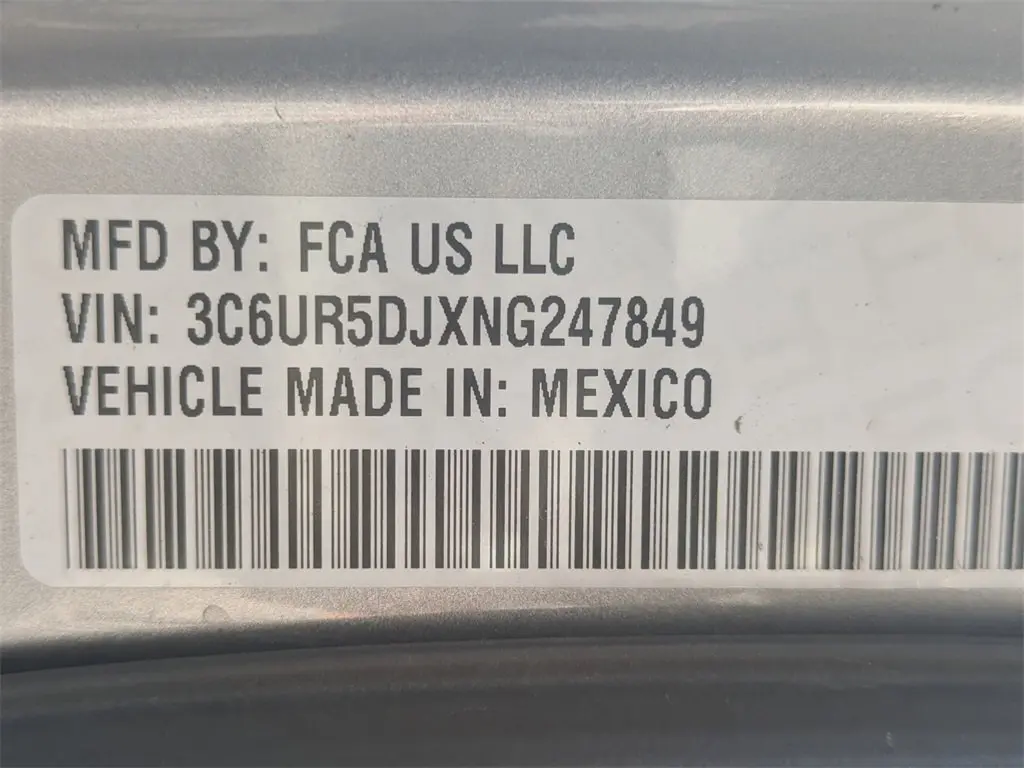 MFD BY: FCA US LLC
VIN: 3C6UR5DJXNG247849
VEHICLE MADE IN: MEXICO